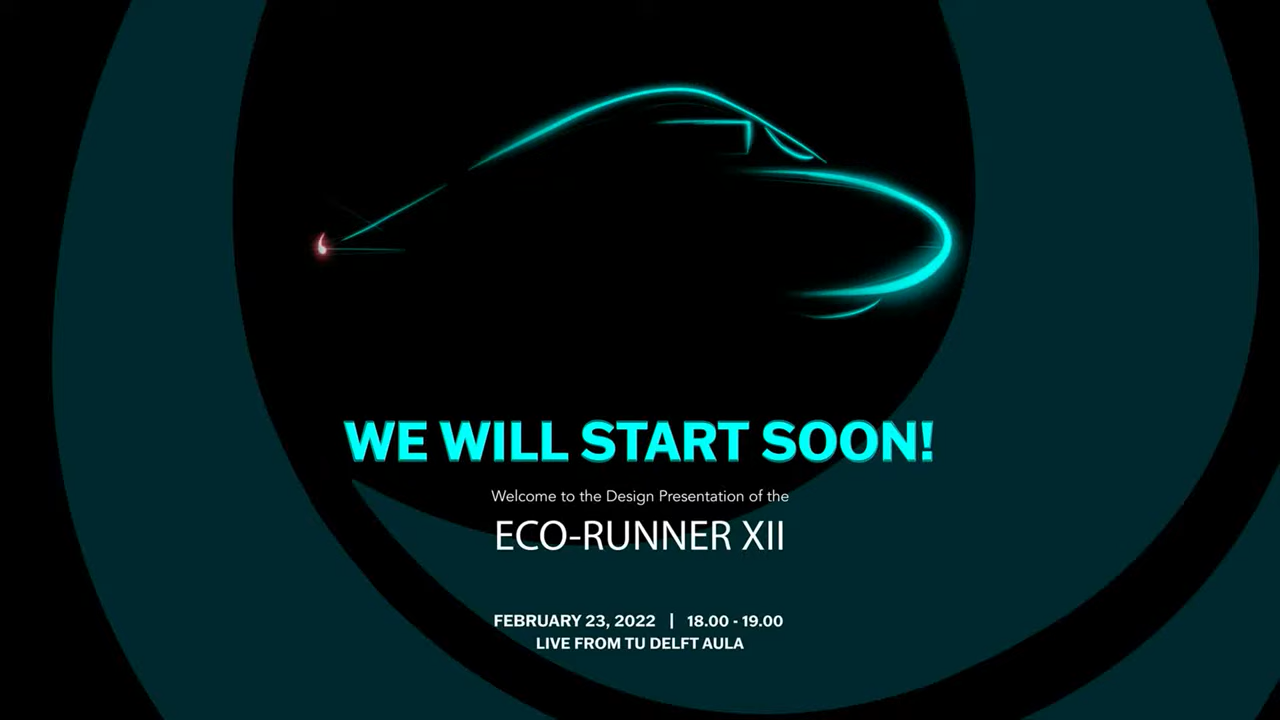 WE WILL START SOON!
Welcome to the Design Presentation of the
ECO-RUNNER XII
FEBRUARY 23, 2022 | 18.00 - 19.00
LIVE FROM TU DELFT AULA